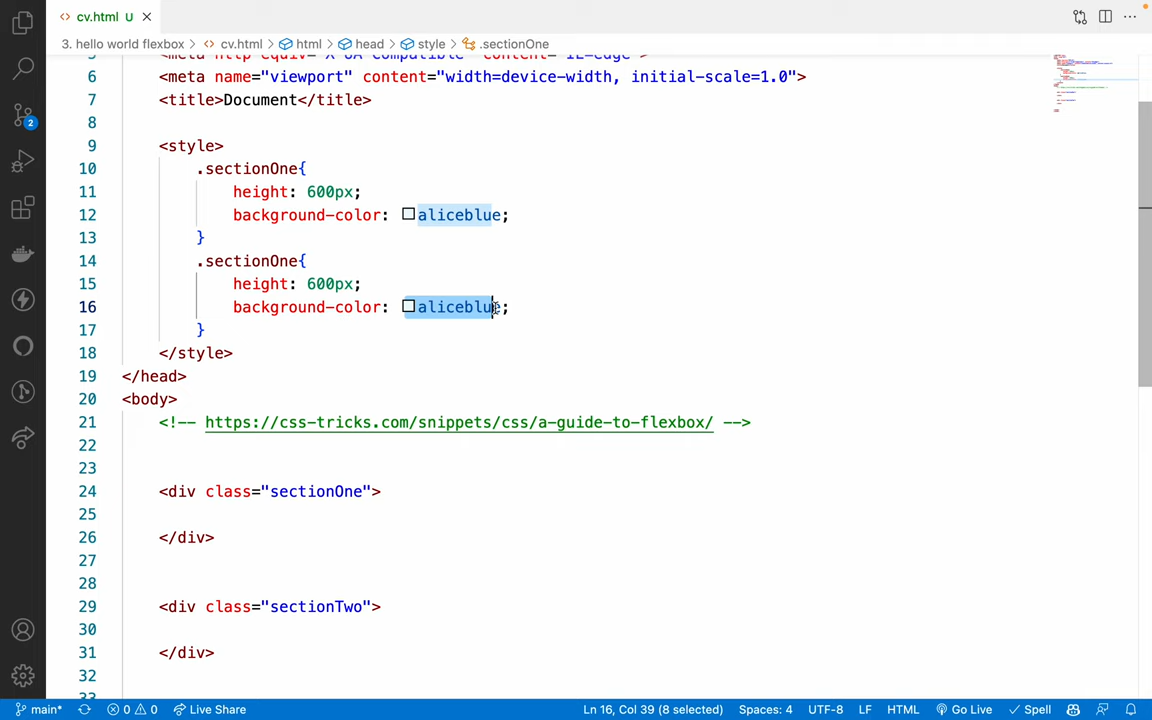 cv.html U
3. hello world flexbox > cv.html > html > head > style > .sectionOne
6 <meta name="viewport" content="width=device-width, initial-scale=1.0">
7 <title>Document</title>
8
9 <style>
10 .sectionOne{
11 height: 600px;
12 background-color: aliceblue;
13 }
14 .sectionOne{
15 height: 600px;
16 background-color: aliceblue;
17 }
18 </style>
19 </head>
20 <body>
21 <!-- https://css-tricks.com/snippets/css/a-guide-to-flexbox/ -->
22
23
24 <div class="sectionOne">
25
26 </div>
27
28
29 <div class="sectionTwo">
30
31 </div>
32
2
main* 0 0 Live Share Ln 16, Col 39 (8 selected) Spaces: 4 UTF-8 LF HTML Go Live Spell